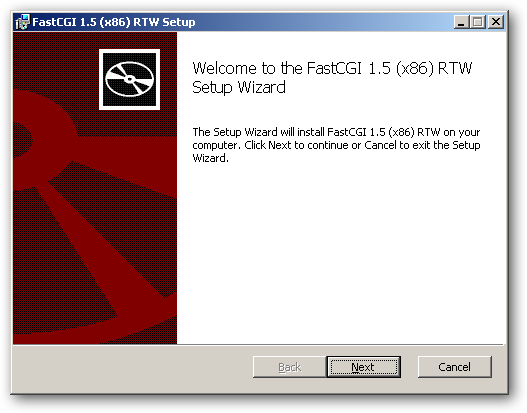 FastCGI 1.5 (x86) RTW Setup
Welcome to the FastCGI 1.5 (x86) RTW
Setup Wizard
The Setup Wizard will install FastCGI 1.5 (x86) RTW on your
computer. Click Next to continue or Cancel to exit the Setup
Wizard.
Back Next Cancel